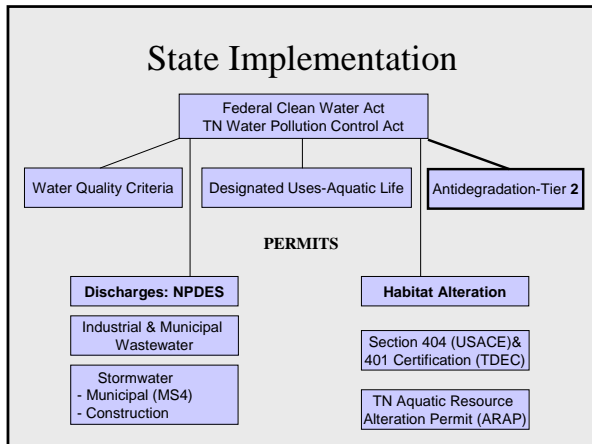 State Implementation
Federal Clean Water Act
TN Water Pollution Control Act
Water Quality Criteria
Designated Uses-Aquatic Life
Antidegradation-Tier 2
PERMITS
Discharges: NPDES
Industrial & Municipal
Wastewater
Stormwater
- Municipal (MS4)
- Construction
Habitat Alteration
Section 404 (USACE)&
401 Certification (TDEC)
TN Aquatic Resource
Alteration Permit (ARAP)